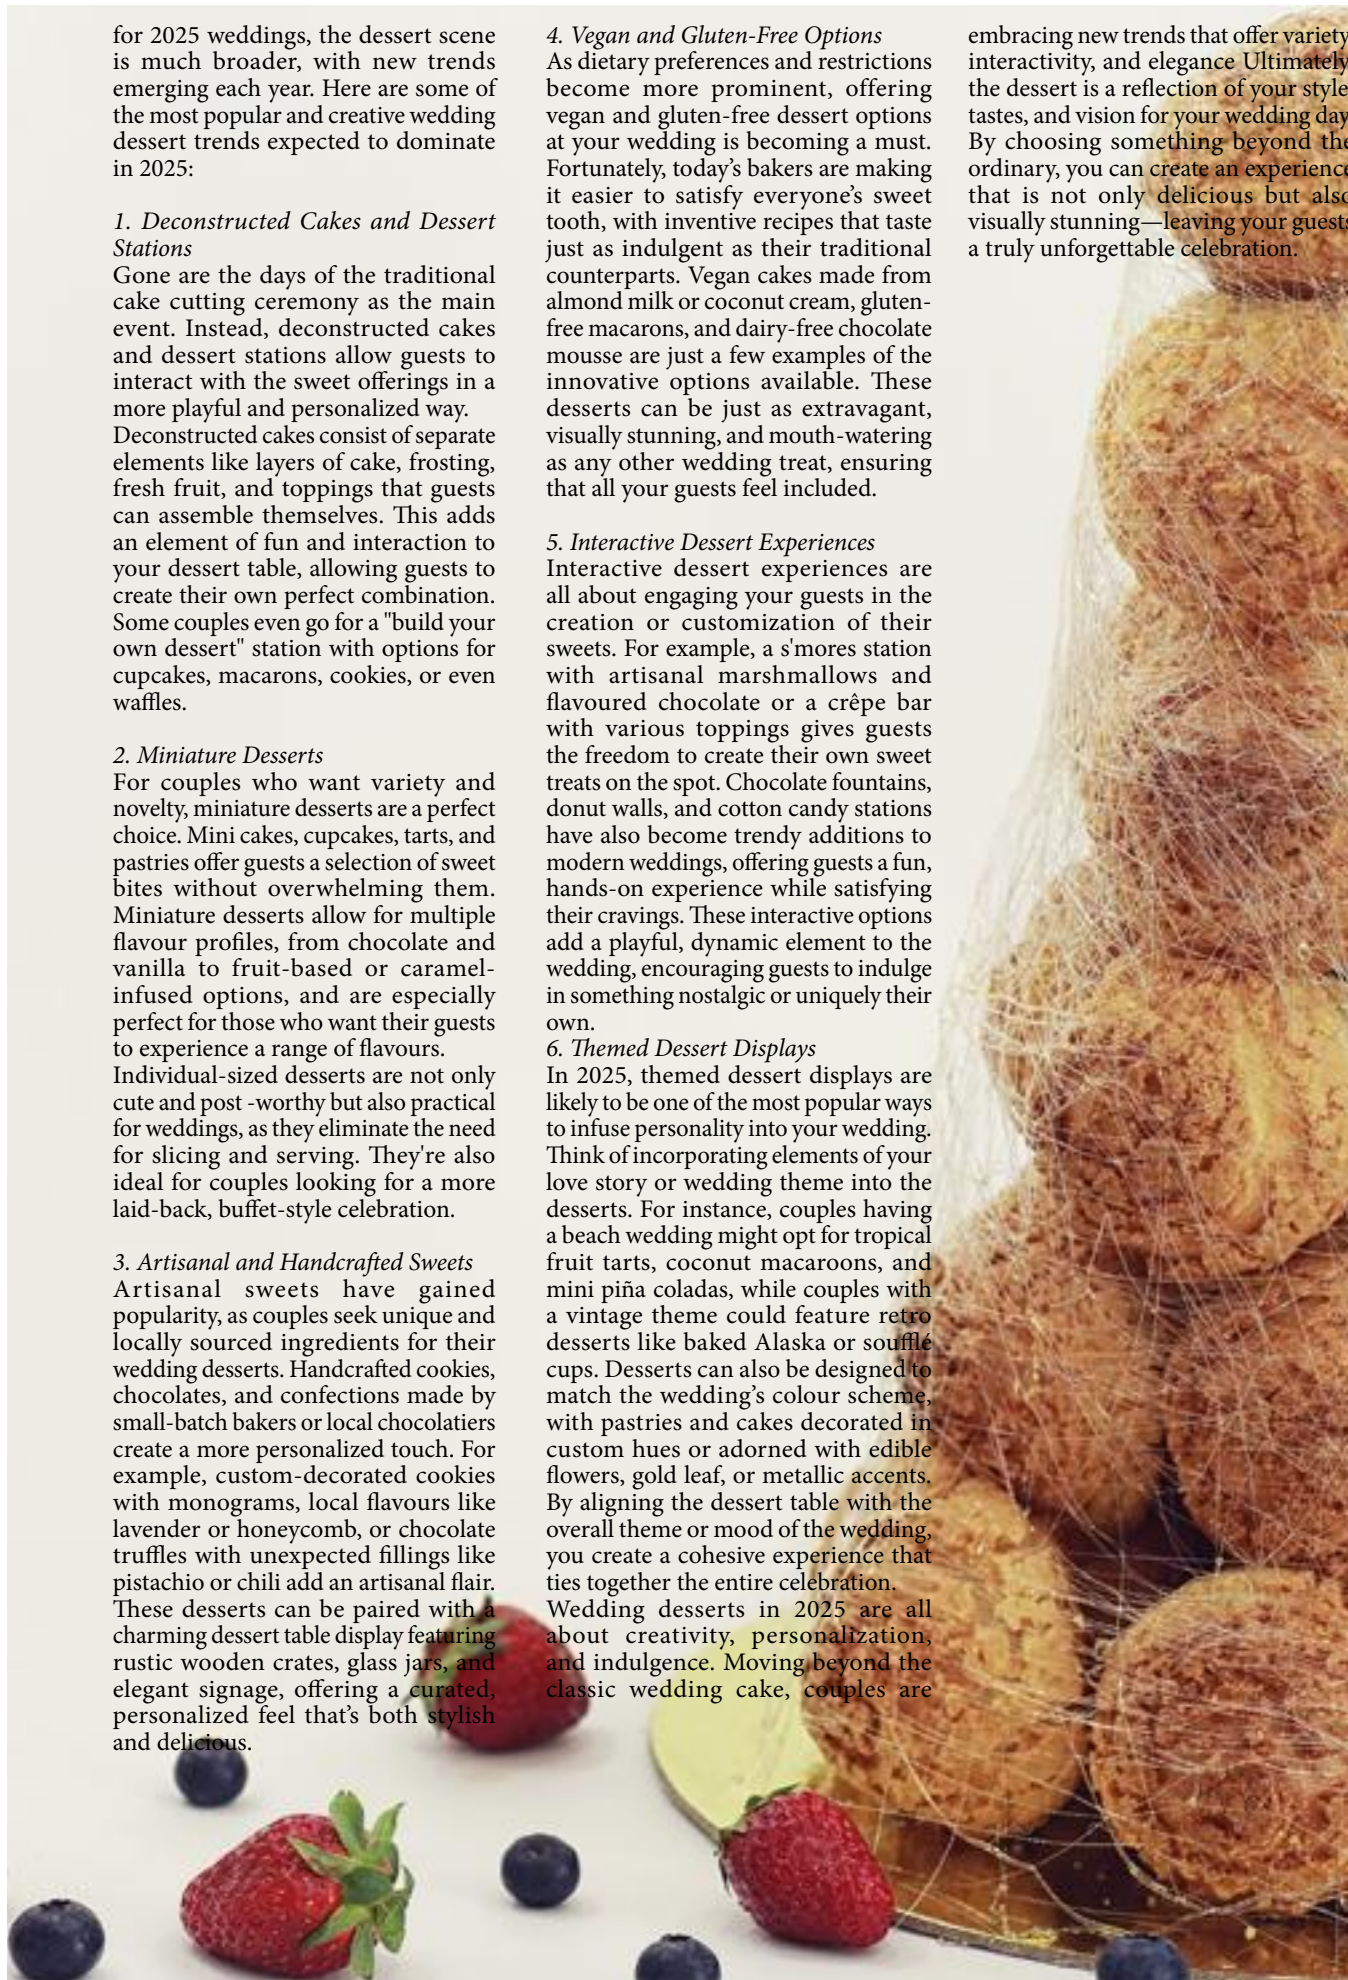 for 2025 weddings, the dessert scene
is much broader, with new trends
emerging each year. Here are some of
the most popular and creative wedding
dessert trends expected to dominate
in 2025:
1. Deconstructed Cakes and Dessert
Stations
Gone are the days of the traditional
cake cutting ceremony as the main
event. Instead, deconstructed cakes
and dessert stations allow guests to
interact with the sweet offerings in a
more playful and personalized way.
Deconstructed cakes consist of separate
elements like layers of cake, frosting,
fresh fruit, and toppings that guests
can assemble themselves. This adds
an element of fun and interaction to
your dessert table, allowing guests to
create their own perfect combination.
Some couples even go for a "build your
own dessert" station with options for
cupcakes, macarons, cookies, or even
waffles.
2. Miniature Desserts
For couples who want variety and
novelty, miniature desserts are a perfect
choice. Mini cakes, cupcakes, tarts, and
pastries offer guests a selection of sweet
bites without overwhelming them.
Miniature desserts allow for multiple
flavour profiles, from chocolate and
vanilla to fruit-based or caramel-
infused options, and are especially
perfect for those who want their guests
to experience a range of flavours.
Individual-sized desserts are not only
cute and post -worthy but also practical
for weddings, as they eliminate the need
for slicing and serving. They're also
ideal for couples looking for a more
laid-back, buffet-style celebration.
3. Artisanal and Handcrafted Sweets
Artisanal sweets have gained
popularity, as couples seek unique and
locally sourced ingredients for their
wedding desserts. Handcrafted cookies,
chocolates, and confections made by
small-batch bakers or local chocolatiers
create a more personalized touch. For
example, custom-decorated cookies
with monograms, local flavours like
lavender or honeycomb, or chocolate
truffles with unexpected fillings like
pistachio or chili add an artisanal flair.
These desserts can be paired with a
charming dessert table display featuring
rustic wooden crates, glass jars, and
elegant signage, offering a curated,
personalized feel that’s both stylish
and delicious.
4. Vegan and Gluten-Free Options
As dietary preferences and restrictions
become more prominent, offering
vegan and gluten-free dessert options
at your wedding is becoming a must.
Fortunately, today’s bakers are making
it easier to satisfy everyone’s sweet
tooth, with inventive recipes that taste
just as indulgent as their traditional
counterparts. Vegan cakes made from
almond milk or coconut cream, gluten-
free macarons, and dairy-free chocolate
mousse are just a few examples of the
innovative options available. These
desserts can be just as extravagant,
visually stunning, and mouth-watering
as any other wedding treat, ensuring
that all your guests feel included.
5. Interactive Dessert Experiences
Interactive dessert experiences are
all about engaging your guests in the
creation or customization of their
sweets. For example, a s'mores station
with artisanal marshmallows and
flavoured chocolate or a crêpe bar
with various toppings gives guests
the freedom to create their own sweet
treats on the spot. Chocolate fountains,
donut walls, and cotton candy stations
have also become trendy additions to
modern weddings, offering guests a fun,
hands-on experience while satisfying
their cravings. These interactive options
add a playful, dynamic element to the
wedding, encouraging guests to indulge
in something nostalgic or uniquely their
own.
6. Themed Dessert Displays
In 2025, themed dessert displays are
likely to be one of the most popular ways
to infuse personality into your wedding.
Think of incorporating elements of your
love story or wedding theme into the
desserts. For instance, couples having
a beach wedding might opt for tropical
fruit tarts, coconut macaroons, and
mini piña coladas, while couples with
a vintage theme could feature retro
desserts like baked Alaska or soufflé
cups. Desserts can also be designed to
match the wedding’s colour scheme,
with pastries and cakes decorated in
custom hues or adorned with edible
flowers, gold leaf, or metallic accents.
By aligning the dessert table with the
overall theme or mood of the wedding,
you create a cohesive experience that
ties together the entire celebration.
Wedding desserts in 2025 are all
about creativity, personalization,
and indulgence. Moving beyond the
classic wedding cake, couples are
embracing new trends that offer variety
interactivity, and elegance Ultimately
the dessert is a reflection of your style
tastes, and vision for your wedding day
By choosing something beyond the
ordinary, you can create an experience
that is not only delicious but also
visually stunning—leaving your guests
a truly unforgettable celebration.